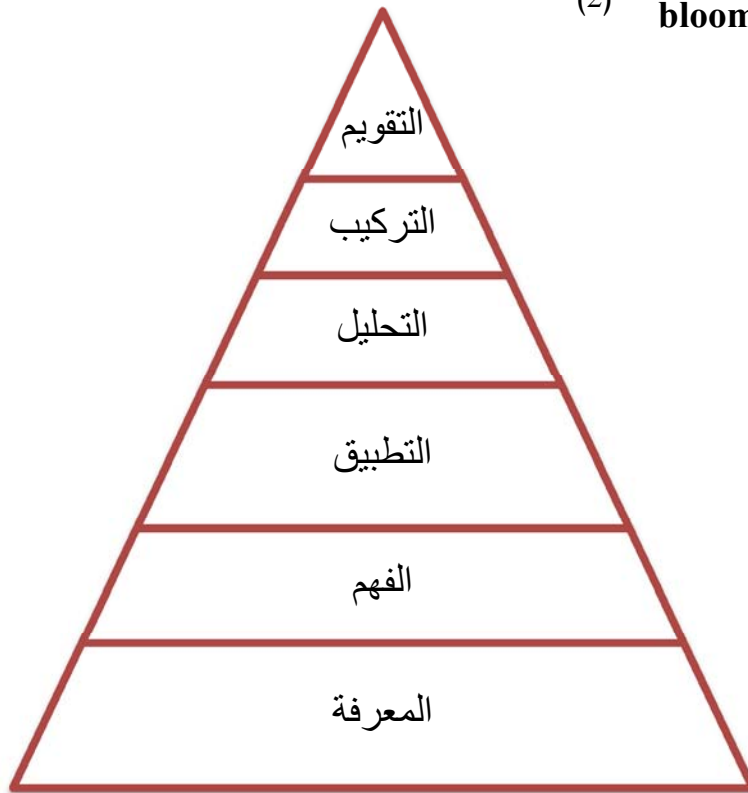 (2) bloom
التقويم
التركيب
التحليل
التطبيق
الفهم
المعرفة